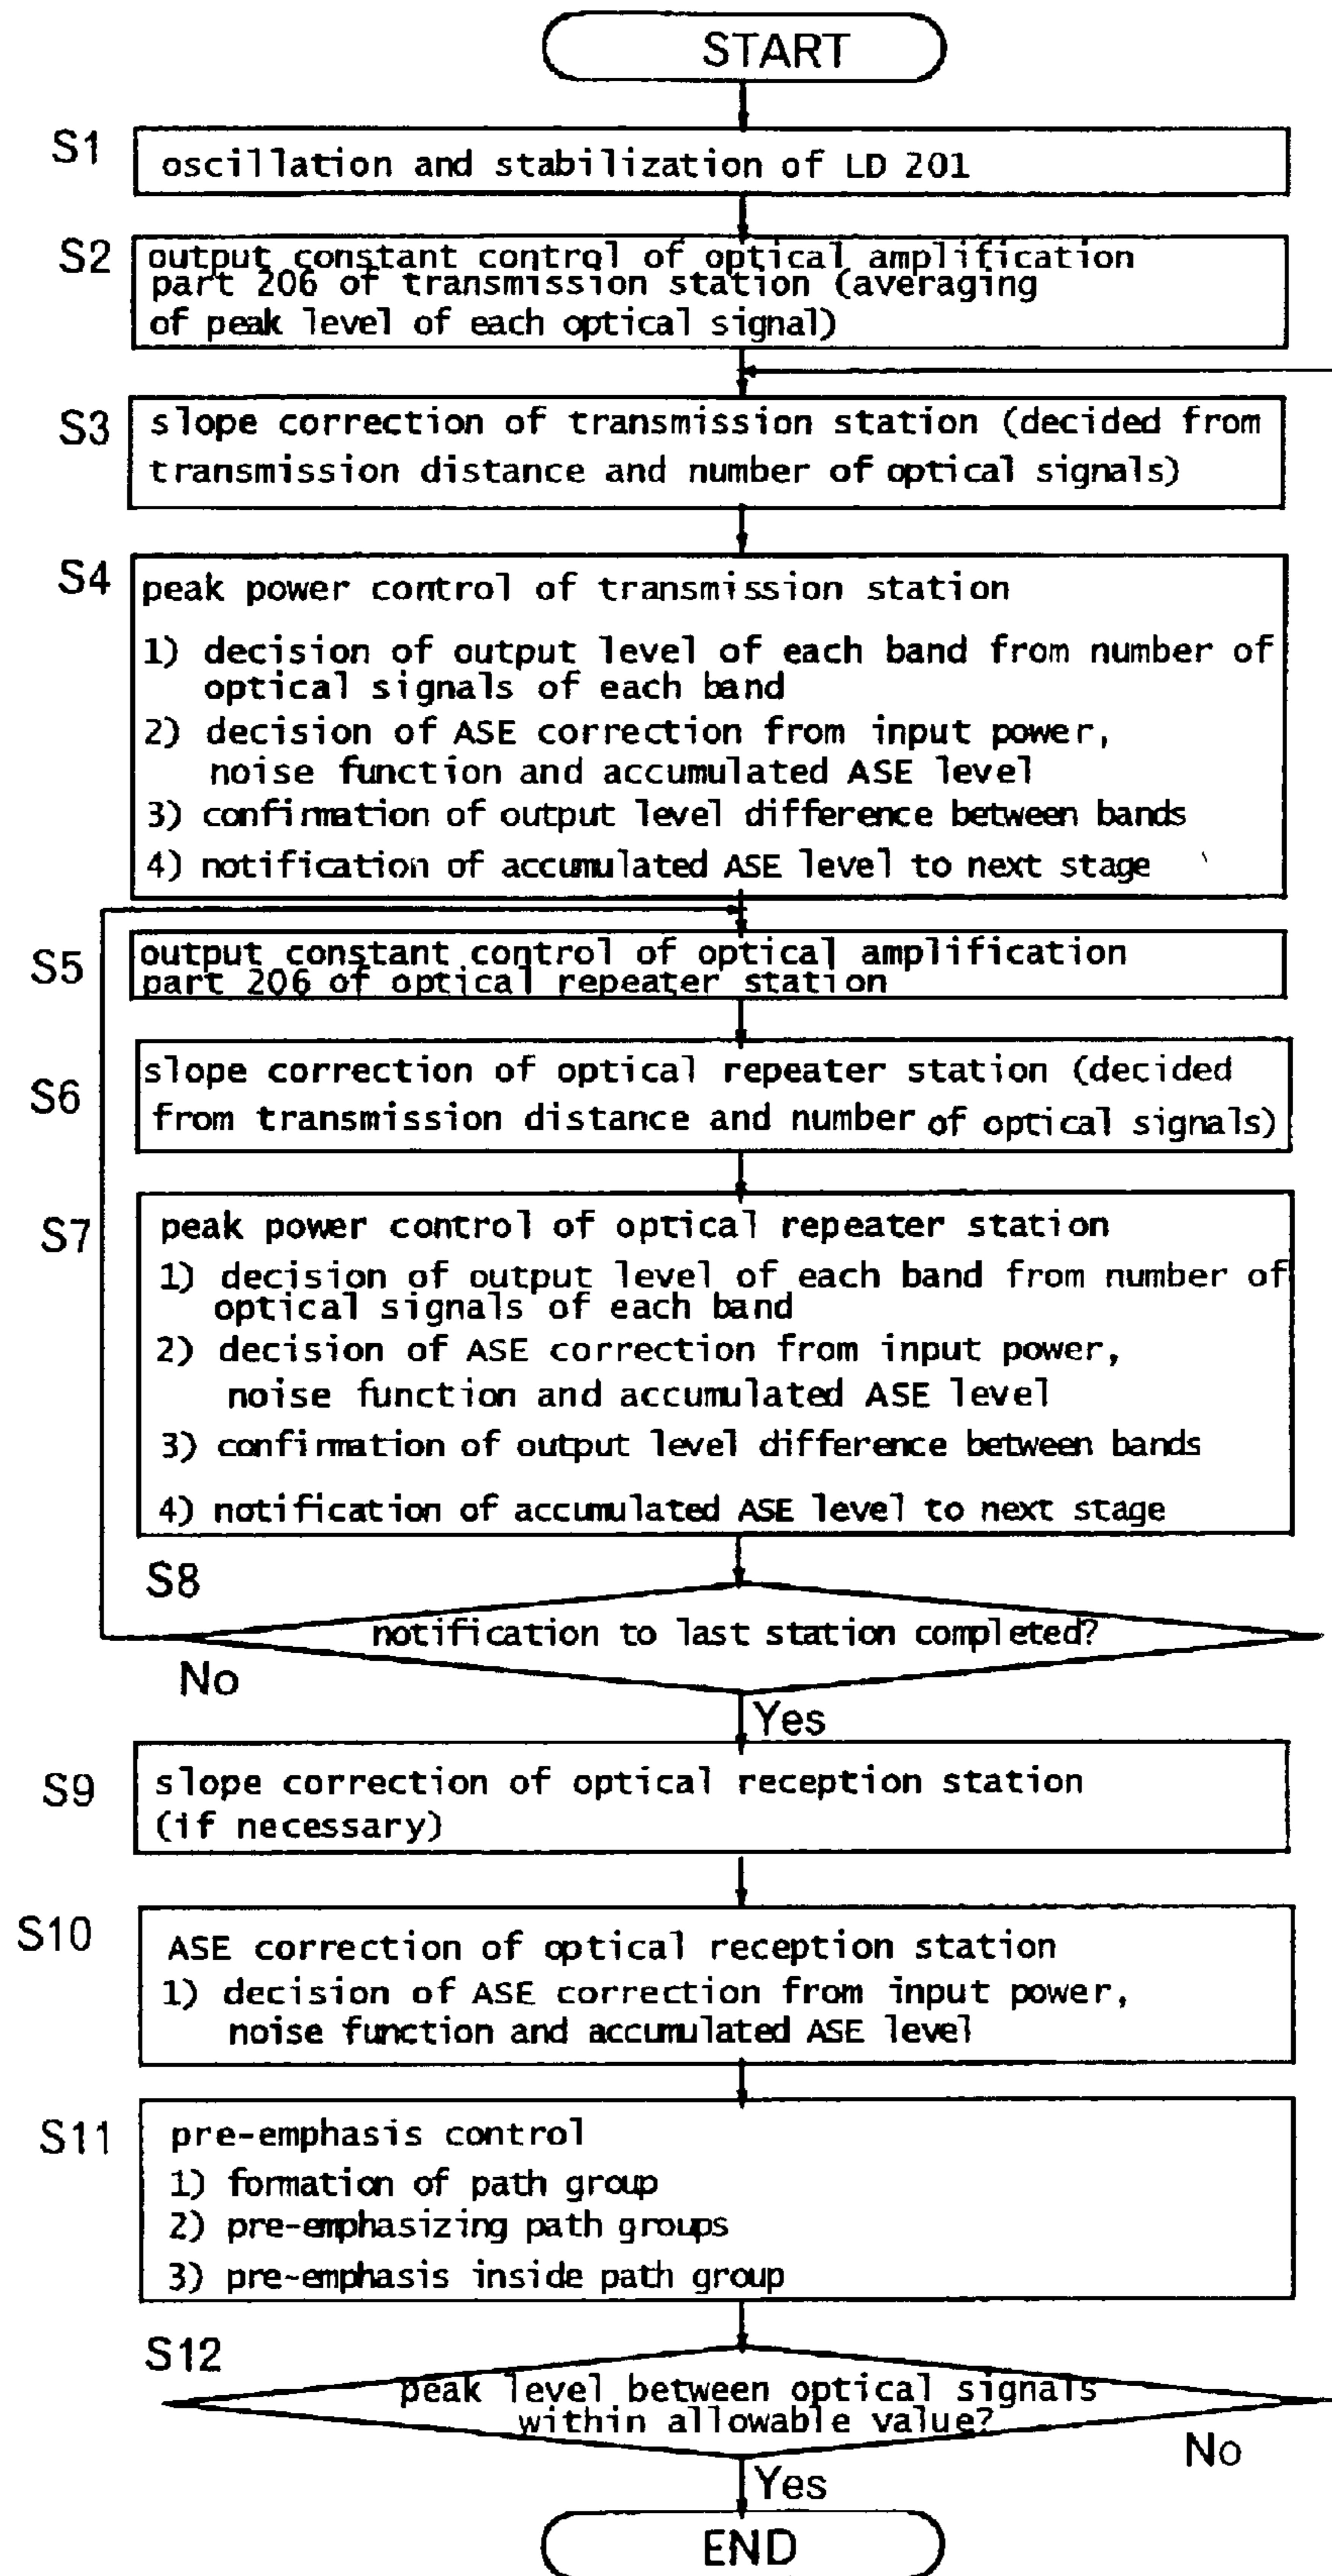 START
S1
oscillation and stabilization of LD 201
S2
output constant control of optical amplification
part 206 of transmission station (averaging
of peak level of each optical signal)
S3
slope correction of transmission station (decided from
transmission distance and number of optical signals)
S4
peak power control of transmission station
1) decision of output level of each band from number of
optical signals of each band
2) decision of ASE correction from input power,
noise function and accumulated ASE level
3) confirmation of output level difference between bands
4) notification of accumulated ASE level to next stage
S5
output constant control of optical amplification
part 206 of optical repeater station
S6
slope correction of optical repeater station (decided
from transmission distance and number of optical signals)
S7
peak power control of optical repeater station
1) decision of output level of each band from number of
optical signals of each band
2) decision of ASE correction from input power,
noise function and accumulated ASE level
3) confirmation of output level difference between bands
4) notification of accumulated ASE level to next stage
S8
notification to last station completed?
No
Yes
S9
slope correction of optical reception station
(if necessary)
S10
ASE correction of optical reception station
1) decision of ASE correction from input power,
noise function and accumulated ASE level
S11
pre-emphasis control
1) formation of path group
2) pre-emphasizing path groups
3) pre-emphasis inside path group
S12
peak level between optical signals
within allowable value?
No
Yes
END